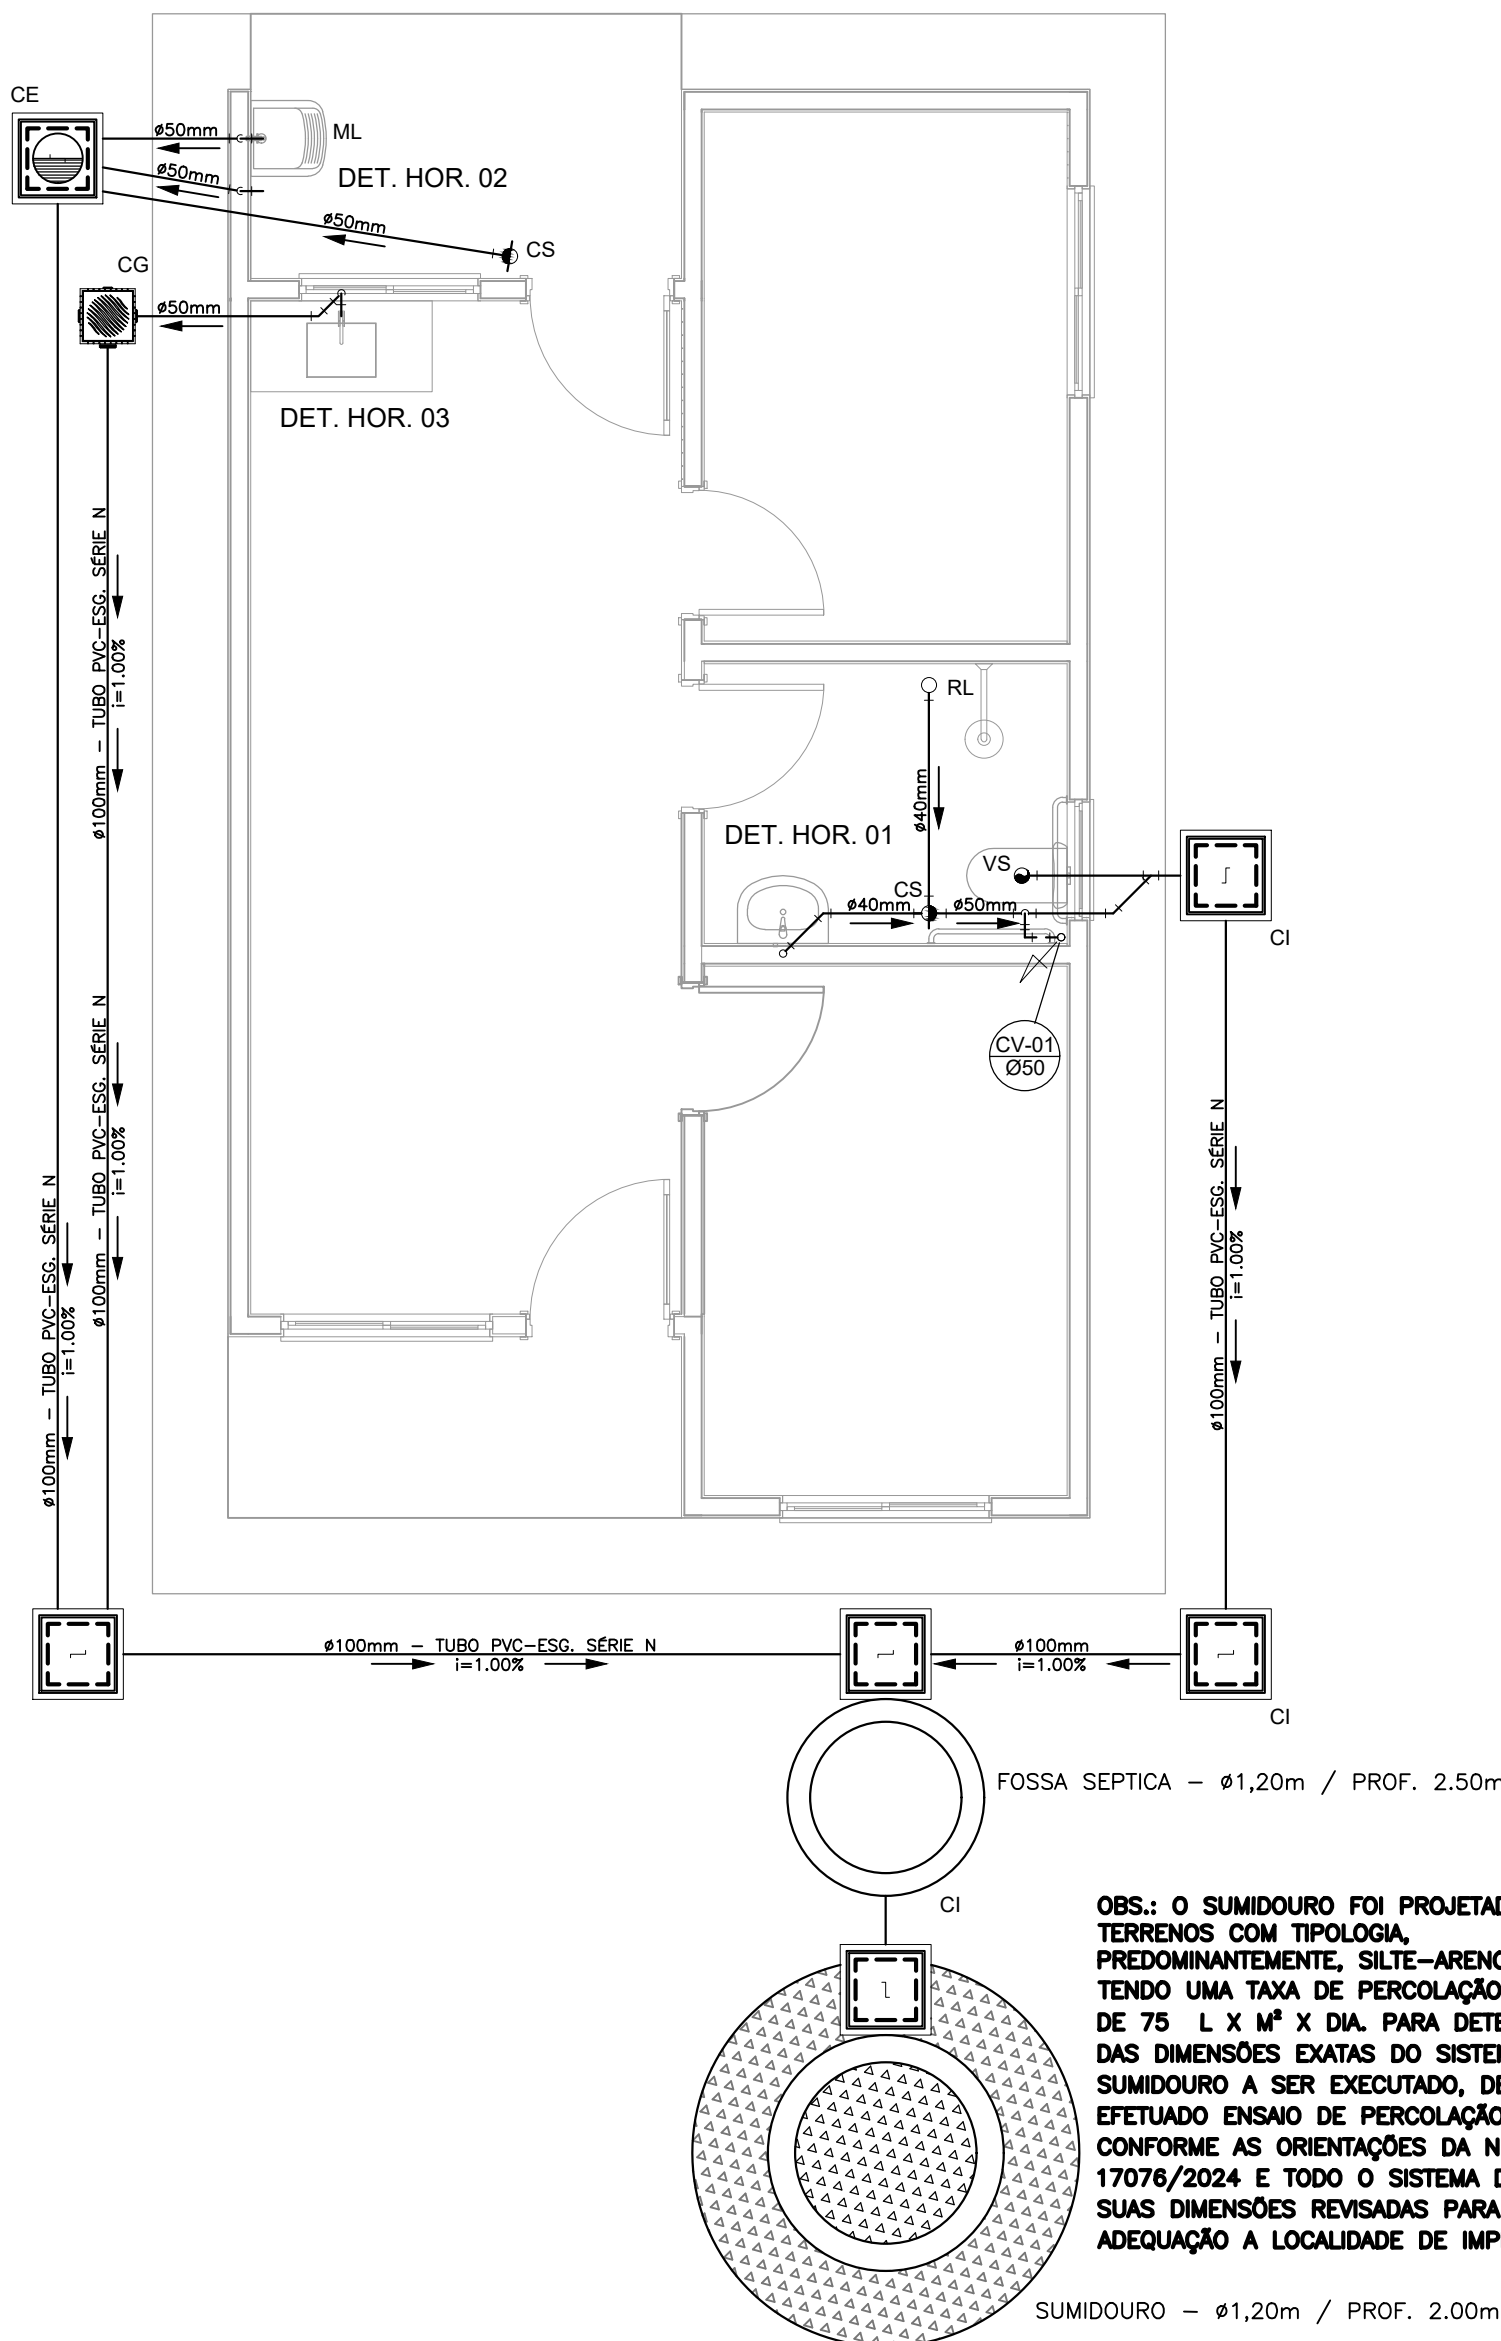 CE
ø50mm
ML
ø50mm
DET. HOR. 02
ø50mm
CS
CG
ø50mm
DET. HOR. 03
ø100mm – TUBO PVC–ESG. SÉRIE N
i=1.00%
RL
ø40mm
DET. HOR. 01
VS
CS
ø40mm
ø50mm
CI
CV-01
Ø50
ø100mm – TUBO PVC–ESG. SÉRIE N
i=1.00%
ø100mm – TUBO PVC–ESG. SÉRIE N
i=1.00%
ø100mm – TUBO PVC–ESG. SÉRIE N
i=1.00%
ø100mm – TUBO PVC–ESG. SÉRIE N
i=1.00%
ø100mm
i=1.00%
CI
FOSSA SEPTICA – ø1,20m / PROF. 2.50m
CI
OBS.: O SUMIDOURO FOI PROJETAD
TERRENOS COM TIPOLOGIA,
PREDOMINANTEMENTE, SILTE–ARENO
TENDO UMA TAXA DE PERCOLAÇÃO
DE 75 L X M² X DIA. PARA DETE
DAS DIMENSÕES EXATAS DO SISTE
SUMIDOURO A SER EXECUTADO, DE
EFETUADO ENSAIO DE PERCOLAÇÃO
CONFORME AS ORIENTAÇÕES DA N
17076/2024 E TODO O SISTEMA D
SUAS DIMENSÕES REVISADAS PARA
ADEQUAÇÃO A LOCALIDADE DE IMP
SUMIDOURO – ø1,20m / PROF. 2.00m